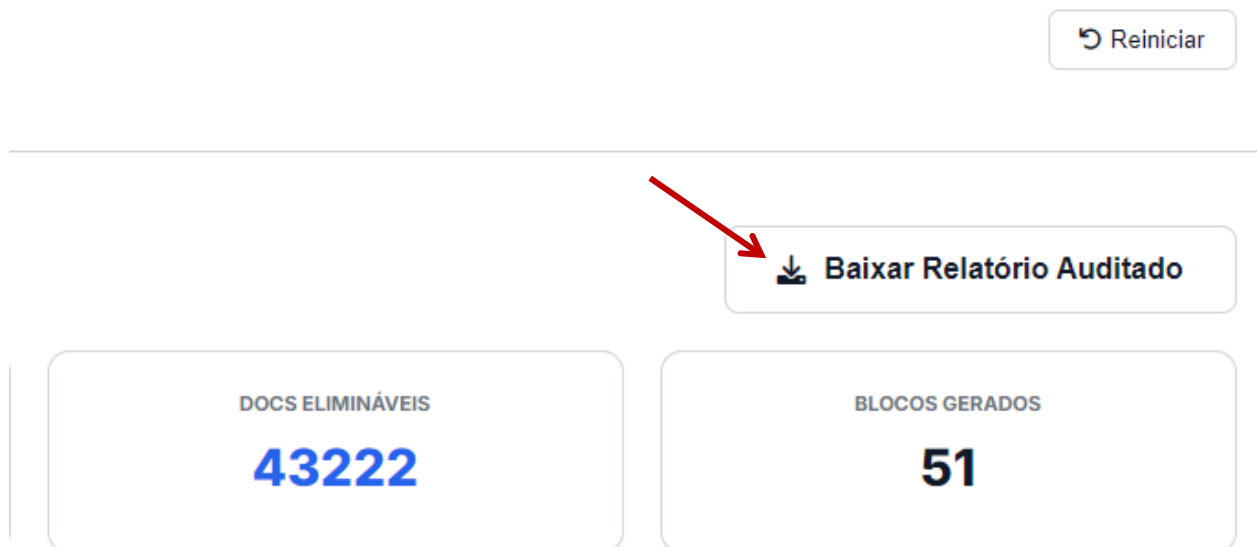 Reiniciar
Baixar Relatório Auditado
DOCS ELIMINÁVEIS
43222
BLOCOS GERADOS
51